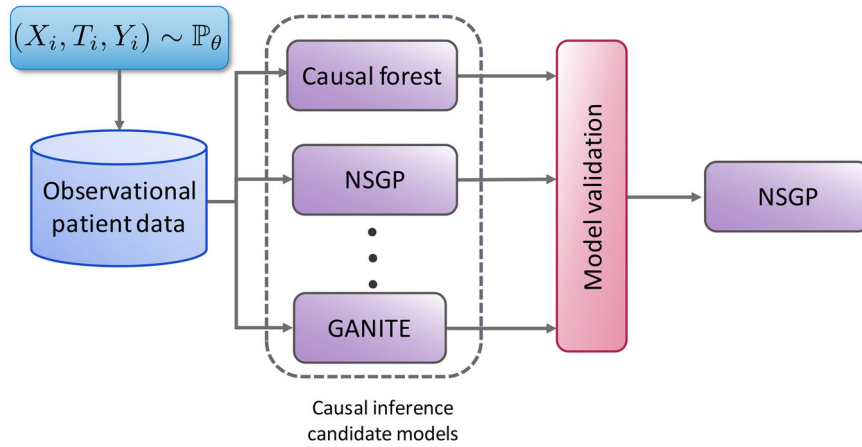 (X_i, T_i, Y_i) ∼ ℙ_θ
Observational
patient data
Causal forest
NSGP
GANITE
Causal inference
candidate models
Model validation
NSGP